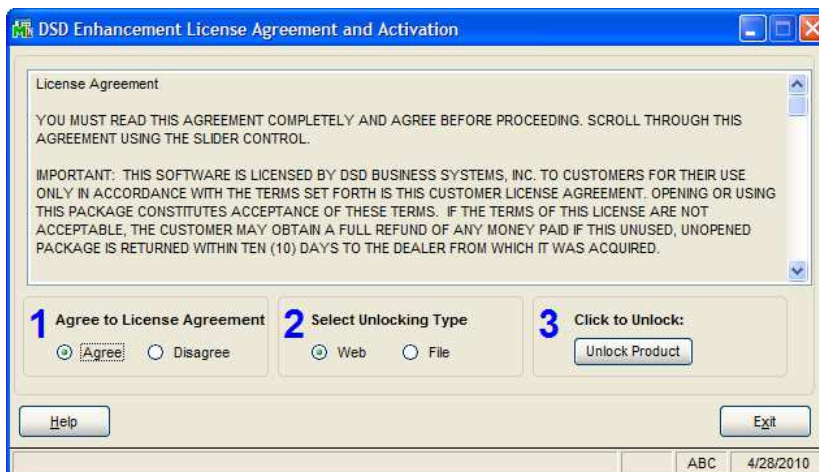 DSD Enhancement License Agreement and Activation
License Agreement
YOU MUST READ THIS AGREEMENT COMPLETELY AND AGREE BEFORE PROCEEDING. SCROLL THROUGH THIS
AGREEMENT USING THE SLIDER CONTROL.
IMPORTANT: THIS SOFTWARE IS LICENSED BY DSD BUSINESS SYSTEMS, INC. TO CUSTOMERS FOR THEIR USE
ONLY IN ACCORDANCE WITH THE TERMS SET FORTH IS THIS CUSTOMER LICENSE AGREEMENT. OPENING OR USING
THIS PACKAGE CONSTITUTES ACCEPTANCE OF THESE TERMS. IF THE TERMS OF THIS LICENSE ARE NOT
ACCEPTABLE, THE CUSTOMER MAY OBTAIN A FULL REFUND OF ANY MONEY PAID IF THIS UNUSED, UNOPENED
PACKAGE IS RETURNED WITHIN TEN (10) DAYS TO THE DEALER FROM WHICH IT WAS ACQUIRED.
1 Agree to License Agreement
Agree Disagree
2 Select Unlocking Type
Web File
3 Click to Unlock:
Unlock Product
Help
Exit
ABC 4/28/2010